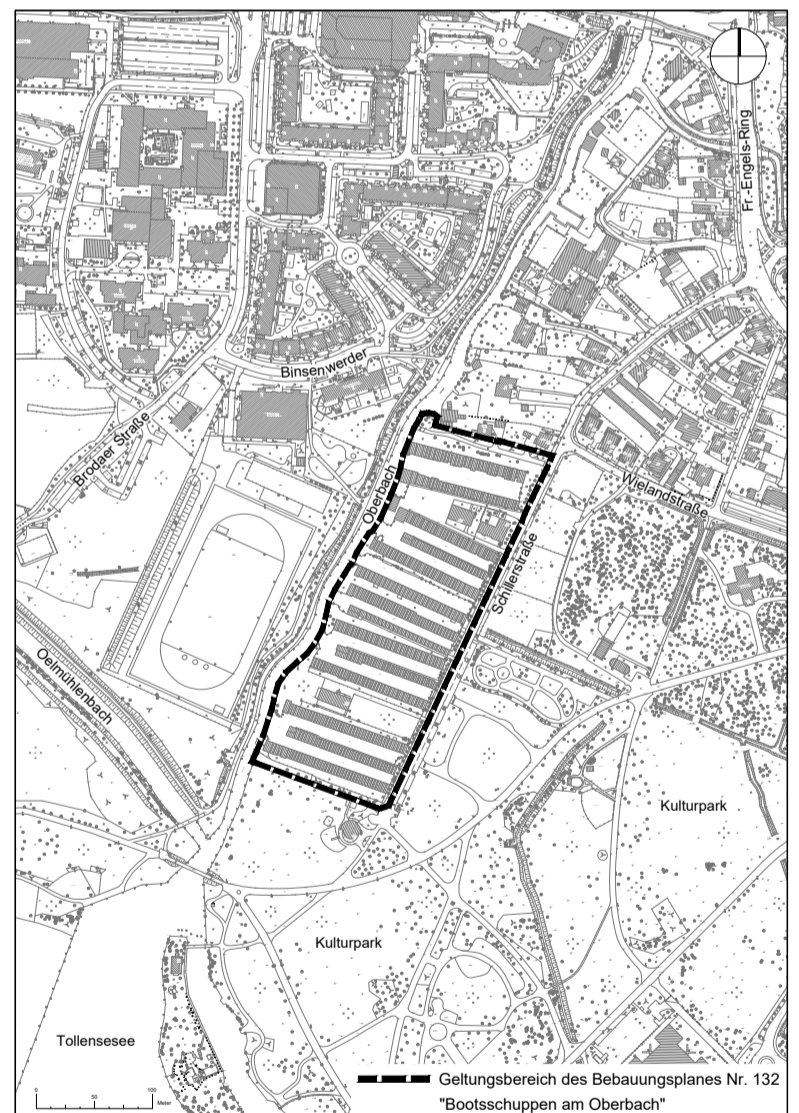 Fr.-Engels-Ring
Binsenwerder
Brodaer Straße
Oberbach
Wielandstraße
Schillerstraße
Oelmühlenbach
Kulturpark
Kulturpark
Tollensesee
0 50 100 Meter
Geltungsbereich des Bebauungsplanes Nr. 132
"Bootsschuppen am Oberbach"